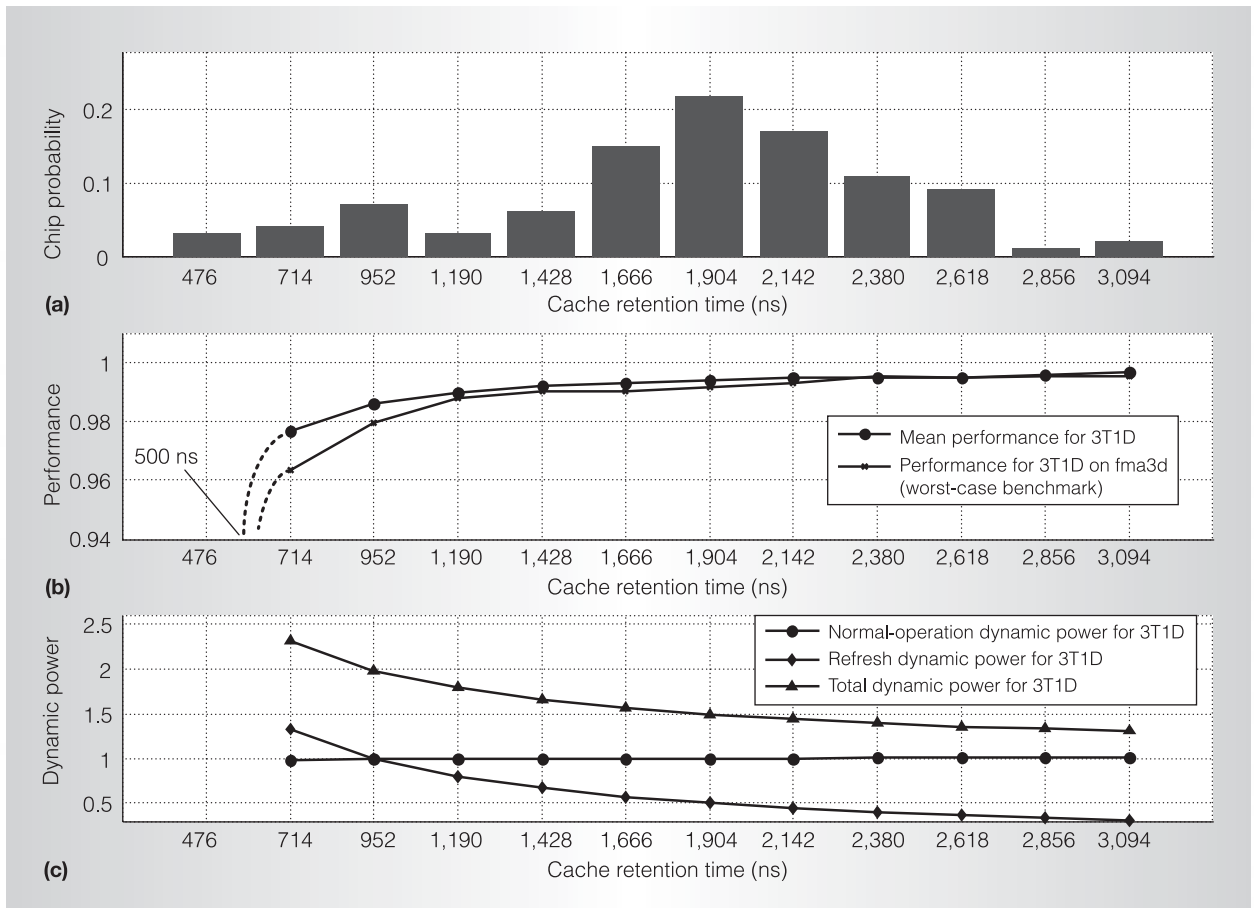 Chip probability
0.2
0.1
0
476 714 952 1,190 1,428 1,666 1,904 2,142 2,380 2,618 2,856 3,094
(a)
Cache retention time (ns)
Performance
1
0.98
0.96
0.94
500 ns
Mean performance for 3T1D
Performance for 3T1D on fma3d
(worst-case benchmark)
476 714 952 1,190 1,428 1,666 1,904 2,142 2,380 2,618 2,856 3,094
(b)
Cache retention time (ns)
Dynamic power
2.5
2
1.5
1
0.5
Normal-operation dynamic power for 3T1D
Refresh dynamic power for 3T1D
Total dynamic power for 3T1D
476 714 952 1,190 1,428 1,666 1,904 2,142 2,380 2,618 2,856 3,094
(c)
Cache retention time (ns)